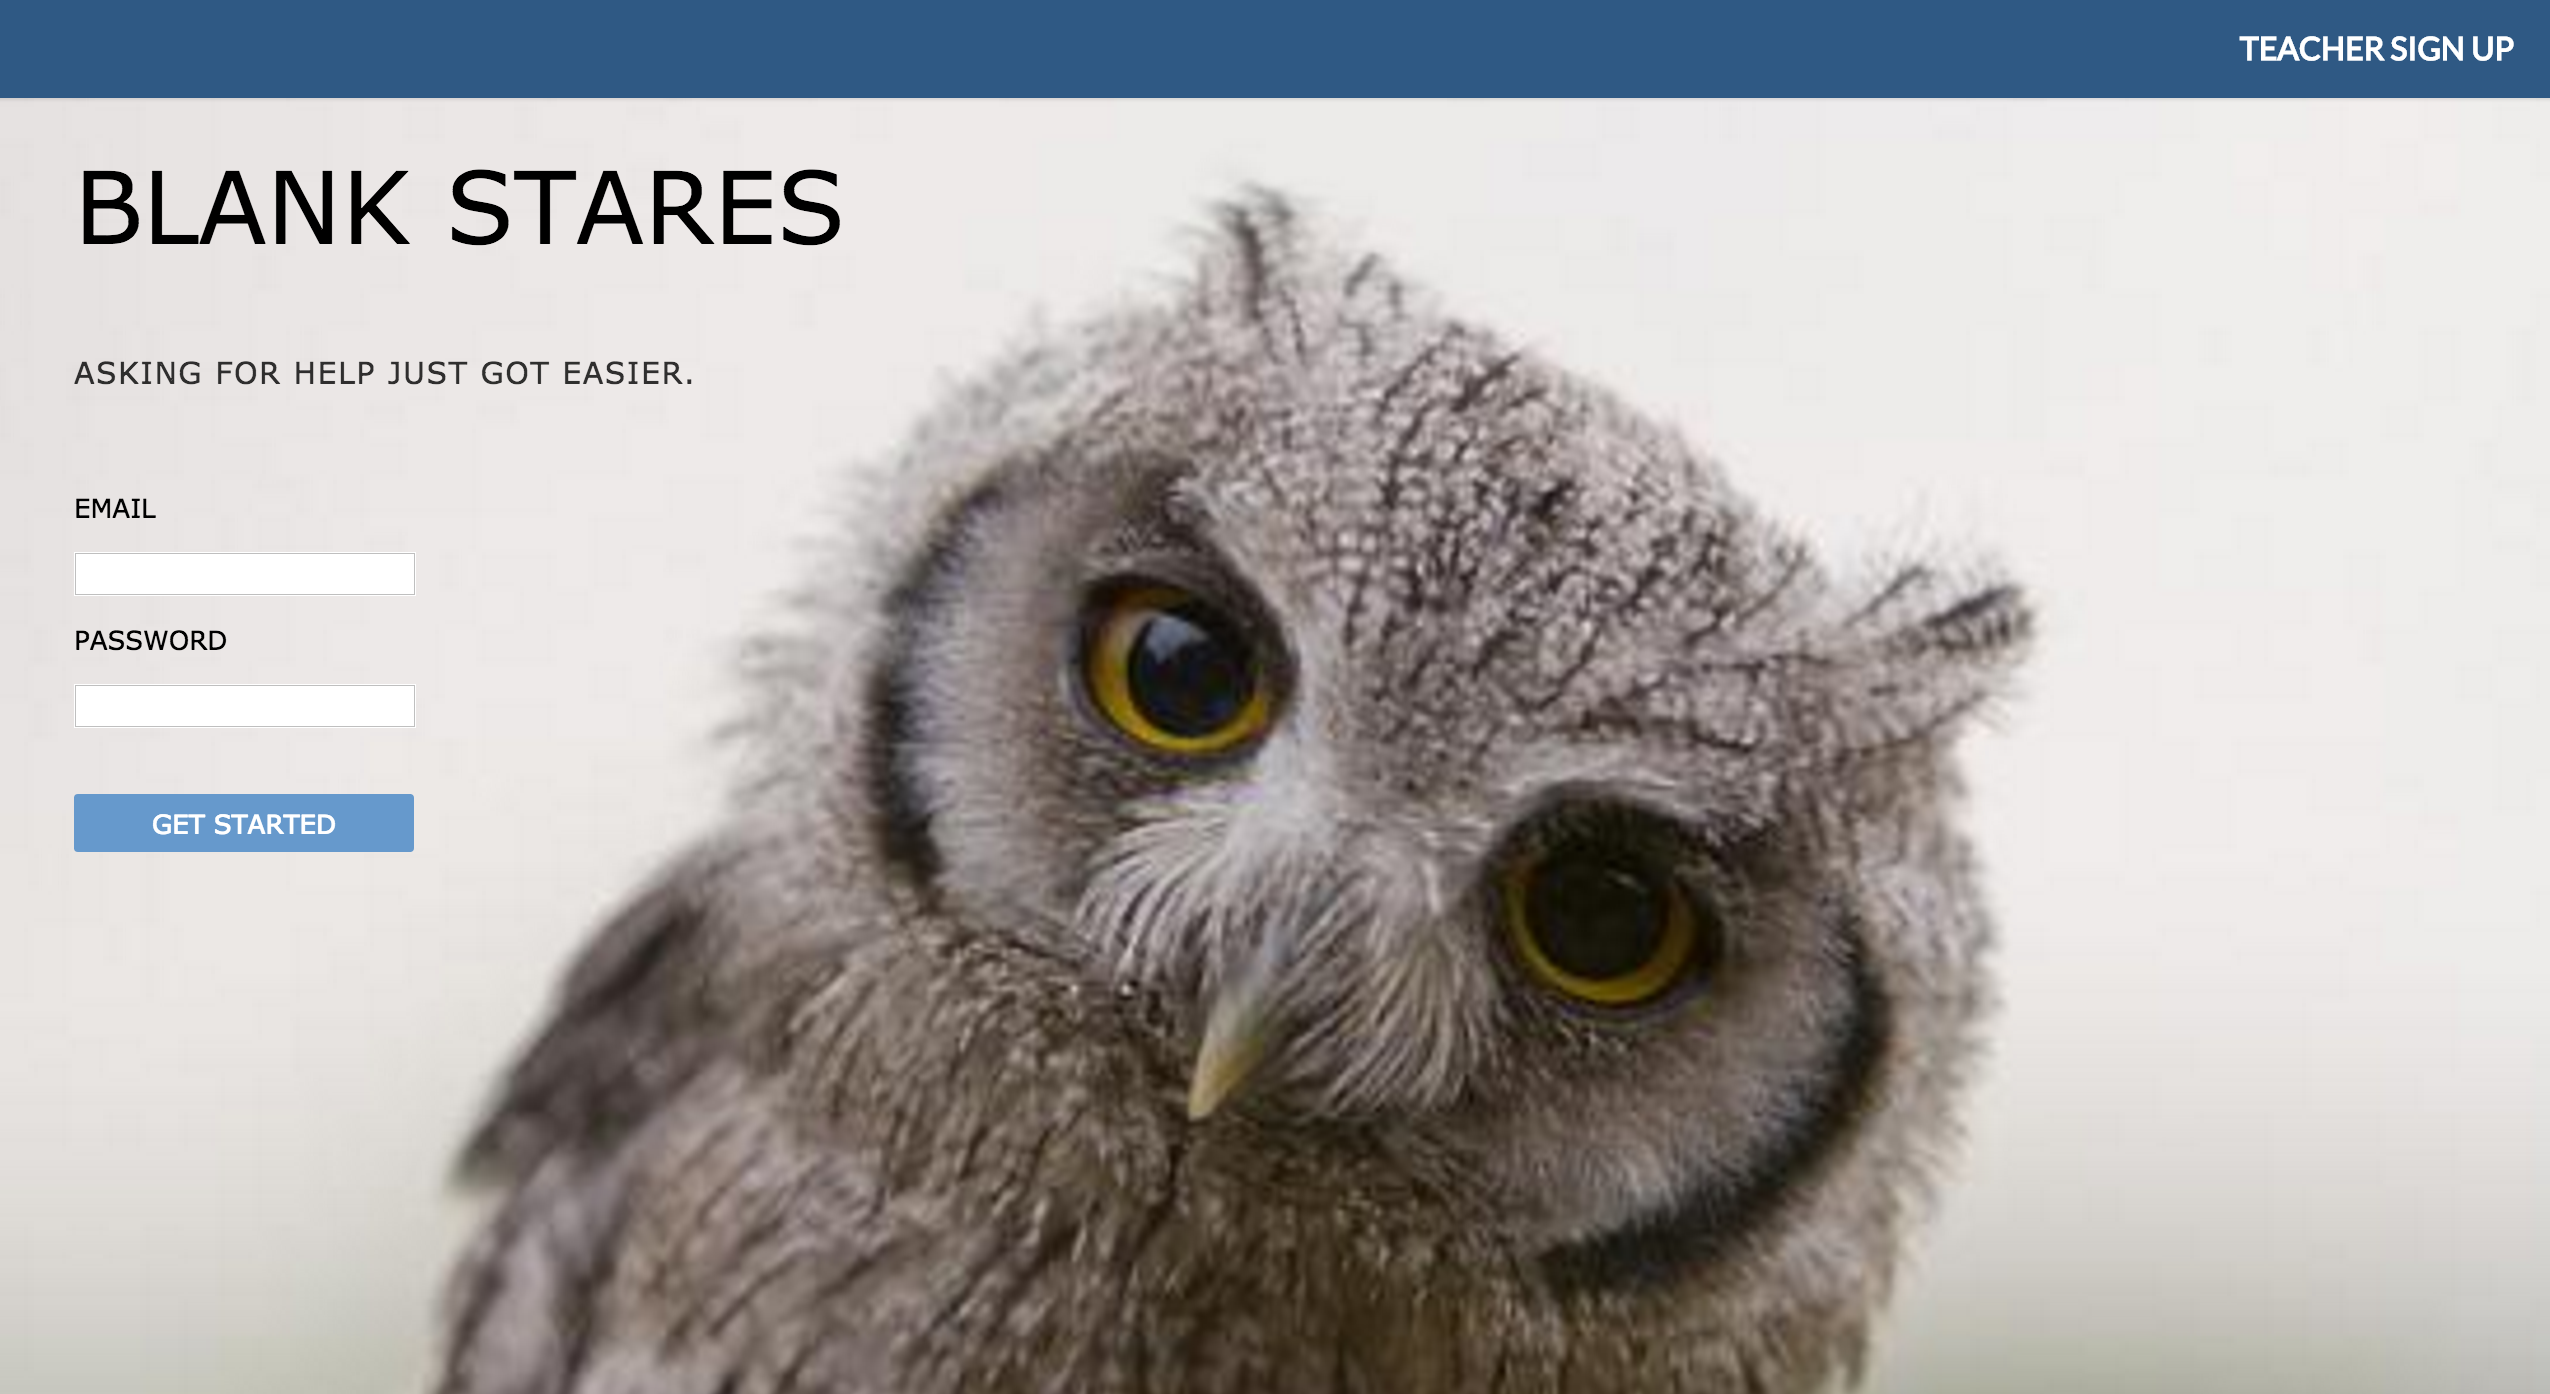 TEACHER SIGN UP
BLANK STARES
ASKING FOR HELP JUST GOT EASIER.
EMAIL
PASSWORD
GET STARTED